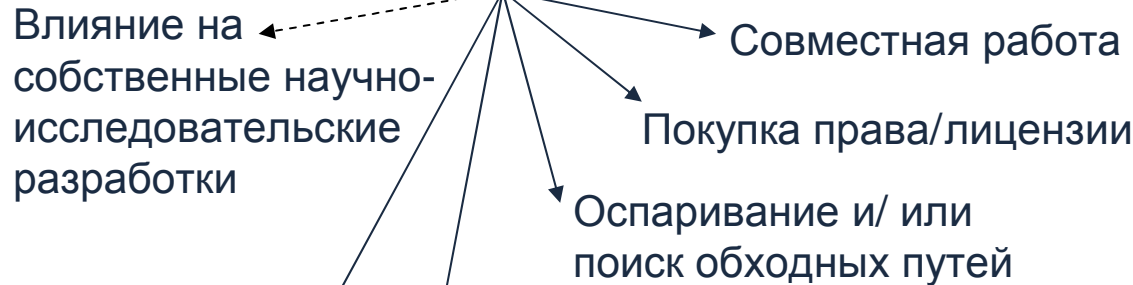 Влияние на
собственные научно-
исследовательские
разработки
Совместная работа
Покупка права/лицензии
Оспаривание и/ или
поиск обходных путей